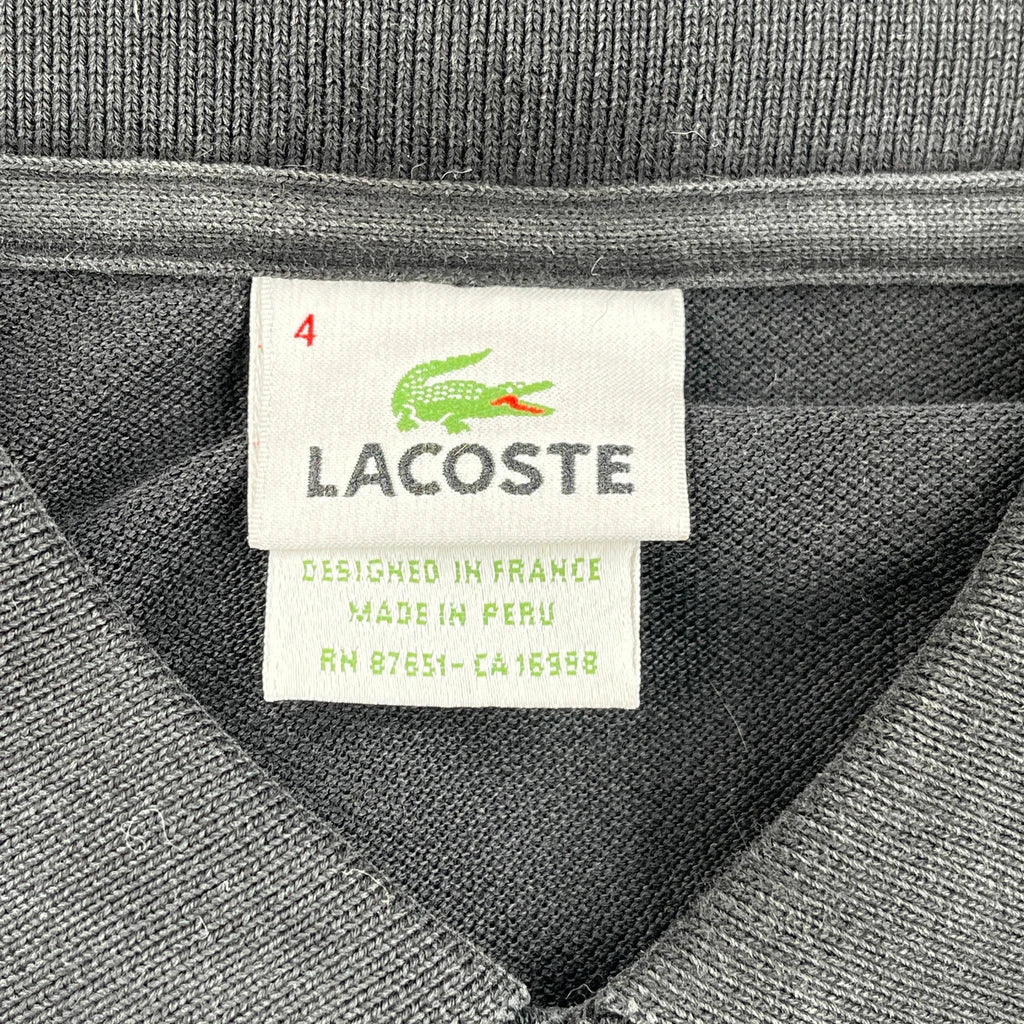 4
LACOSTE
DESIGNED IN FRANCE
MADE IN PERU
RN 87651 - CA 16998